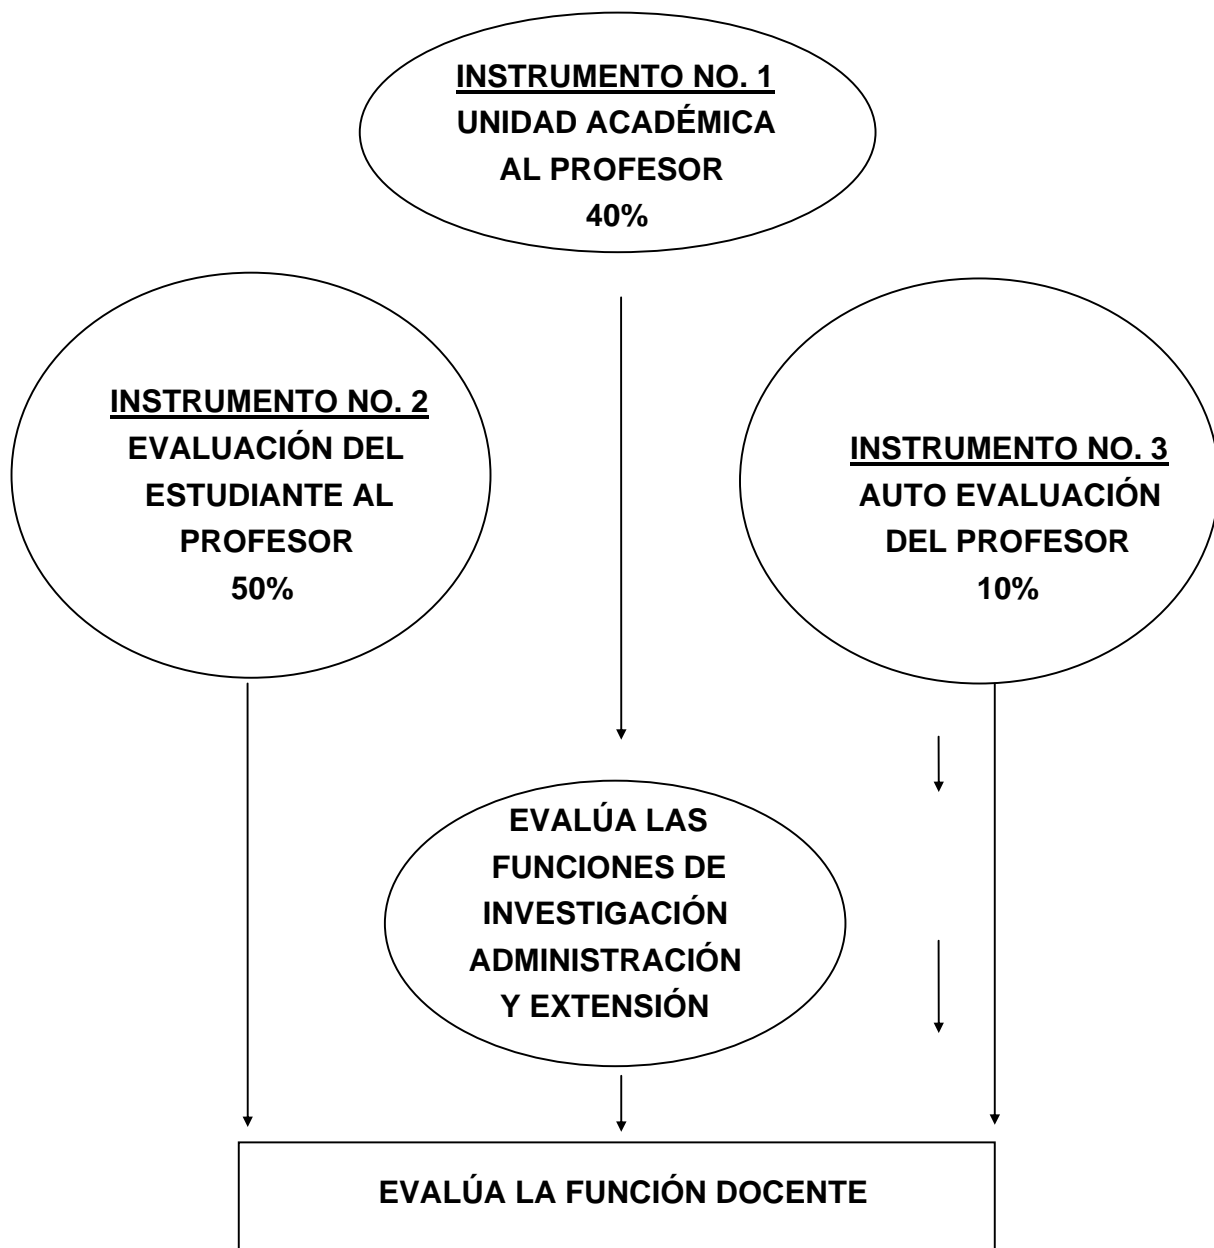 INSTRUMENTO NO. 1
UNIDAD ACADÉMICA
AL PROFESOR
40%
INSTRUMENTO NO. 2
EVALUACIÓN DEL
ESTUDIANTE AL
PROFESOR
50%
INSTRUMENTO NO. 3
AUTO EVALUACIÓN
DEL PROFESOR
10%
EVALÚA LAS
FUNCIONES DE
INVESTIGACIÓN
ADMINISTRACIÓN
Y EXTENSIÓN
EVALÚA LA FUNCIÓN DOCENTE